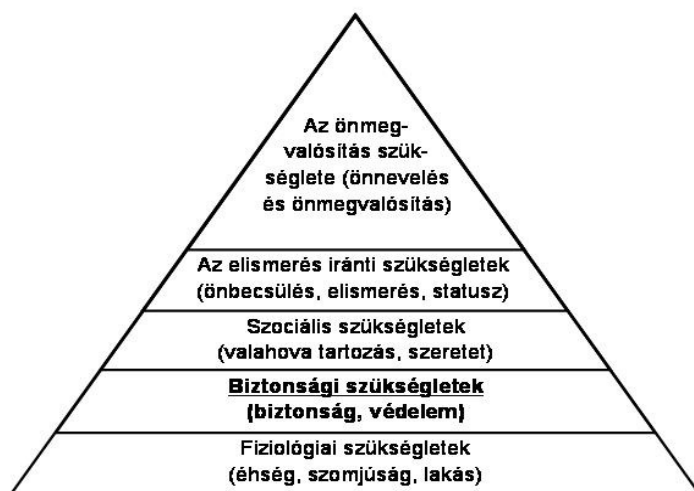 Az önmeg-
valósítás szük-
séglete (önnevelés
és önmegvalósítás)
Az elismerés iránti szükségletek
(önbecsülés, elismerés, statusz)
Szociális szükségletek
(valahova tartozás, szeretet)
Biztonsági szükségletek
(biztonság, védelem)
Fiziológiai szükségletek
(éhség, szomjúság, lakás)